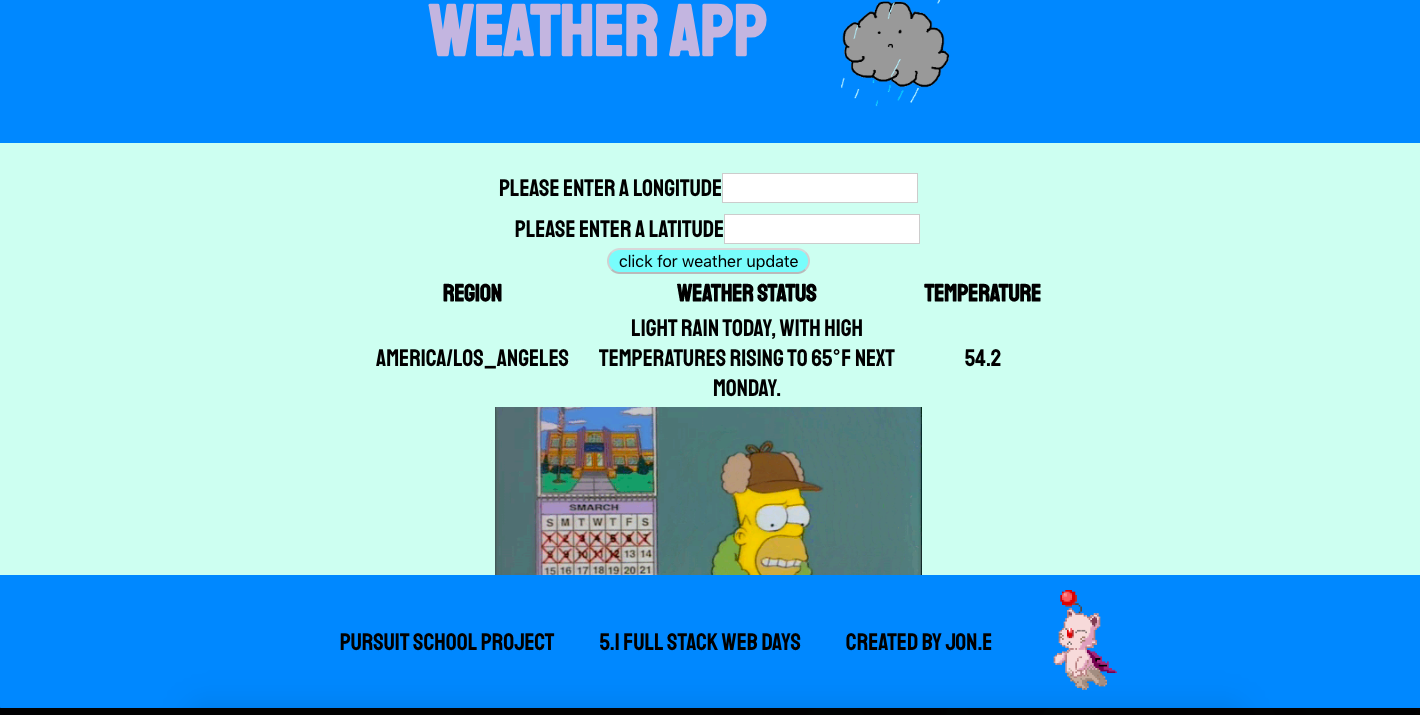 WEATHER APP
PLEASE ENTER A LONGITUDE
PLEASE ENTER A LATITUDE
click for weather update
REGION WEATHER STATUS TEMPERATURE
LIGHT RAIN TODAY, WITH HIGH
AMERICA/LOS_ANGELES TEMPERATURES RISING TO 65°F NEXT 54.2
MONDAY.
SMARCH
S M T W T F S
1 2 3 4 5 6 7
8 9 10 11 12 13 14
15 16 17 18 19 20 21
PURSUIT SCHOOL PROJECT 5.1 FULL STACK WEB DAYS CREATED BY JON.E